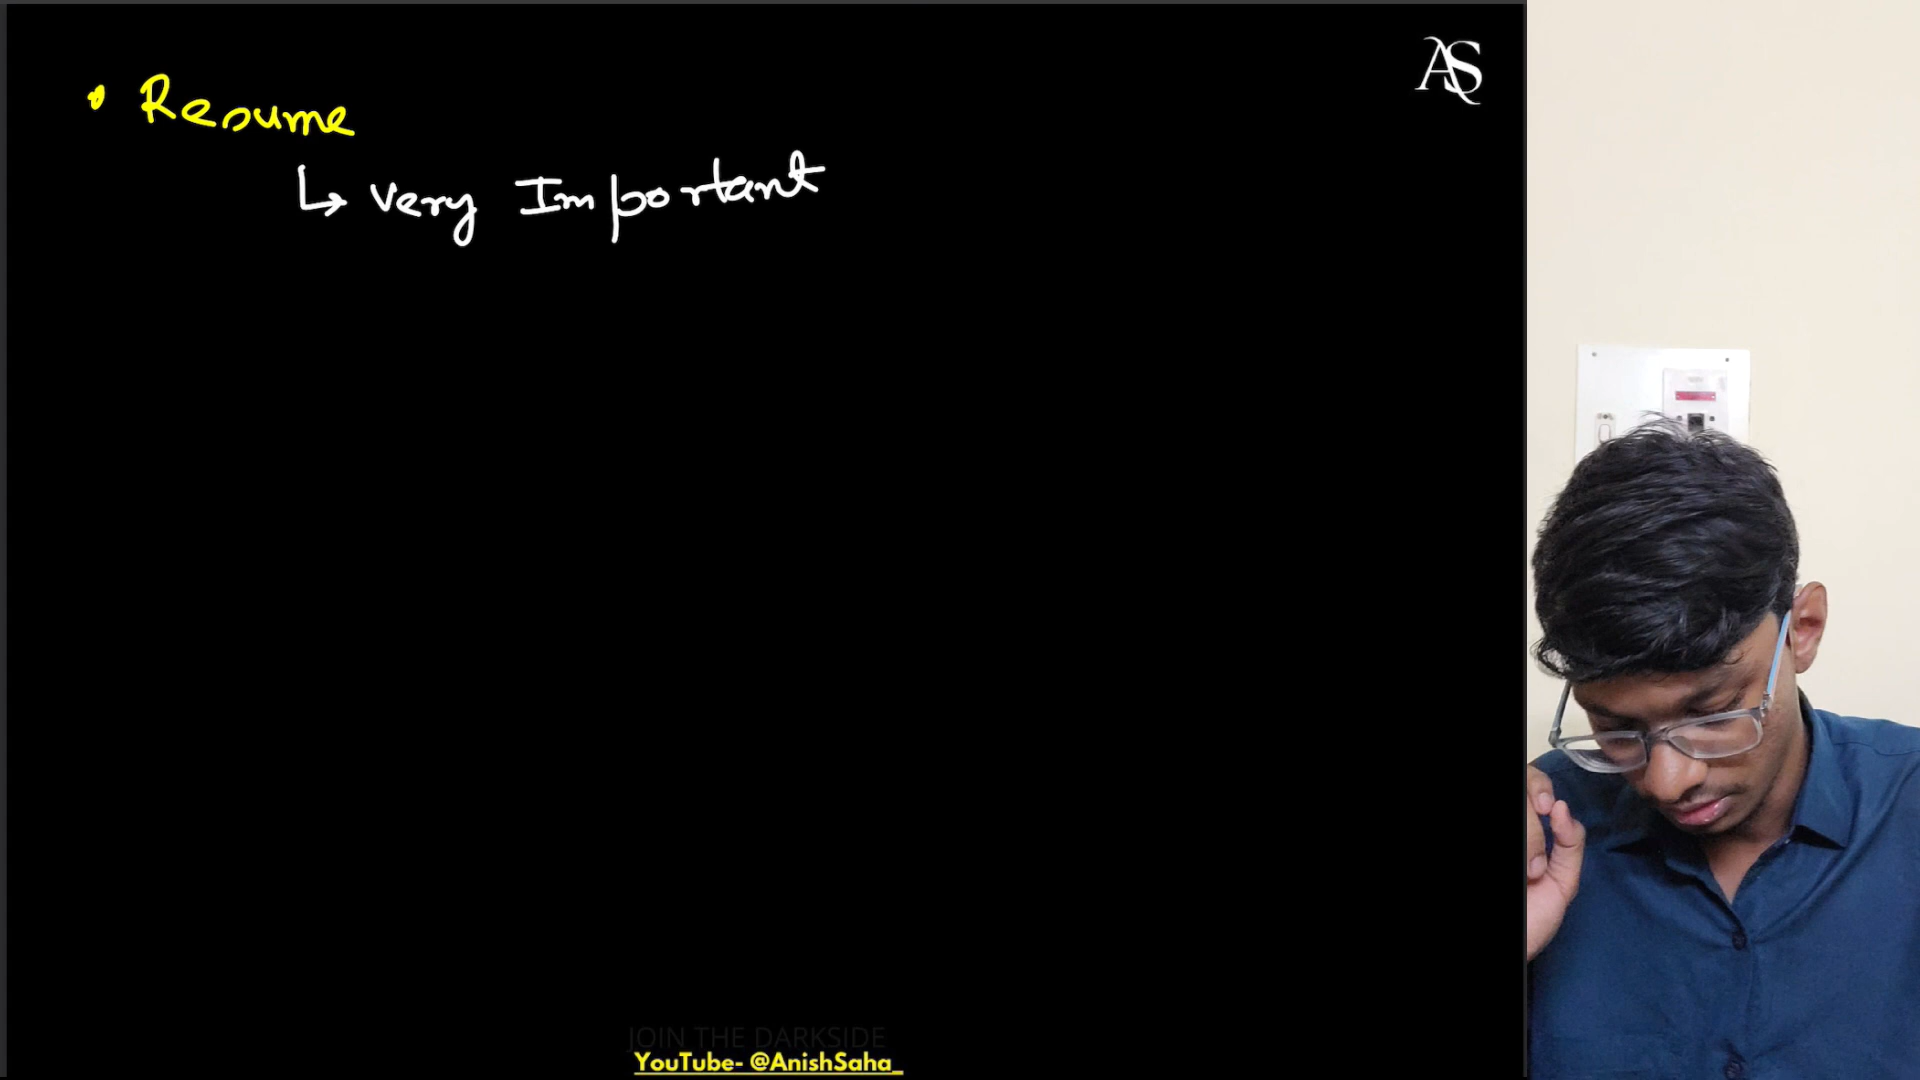 AS
• Resume
↳ very Important
JOIN THE DARKSIDE
YouTube- @AnishSaha_